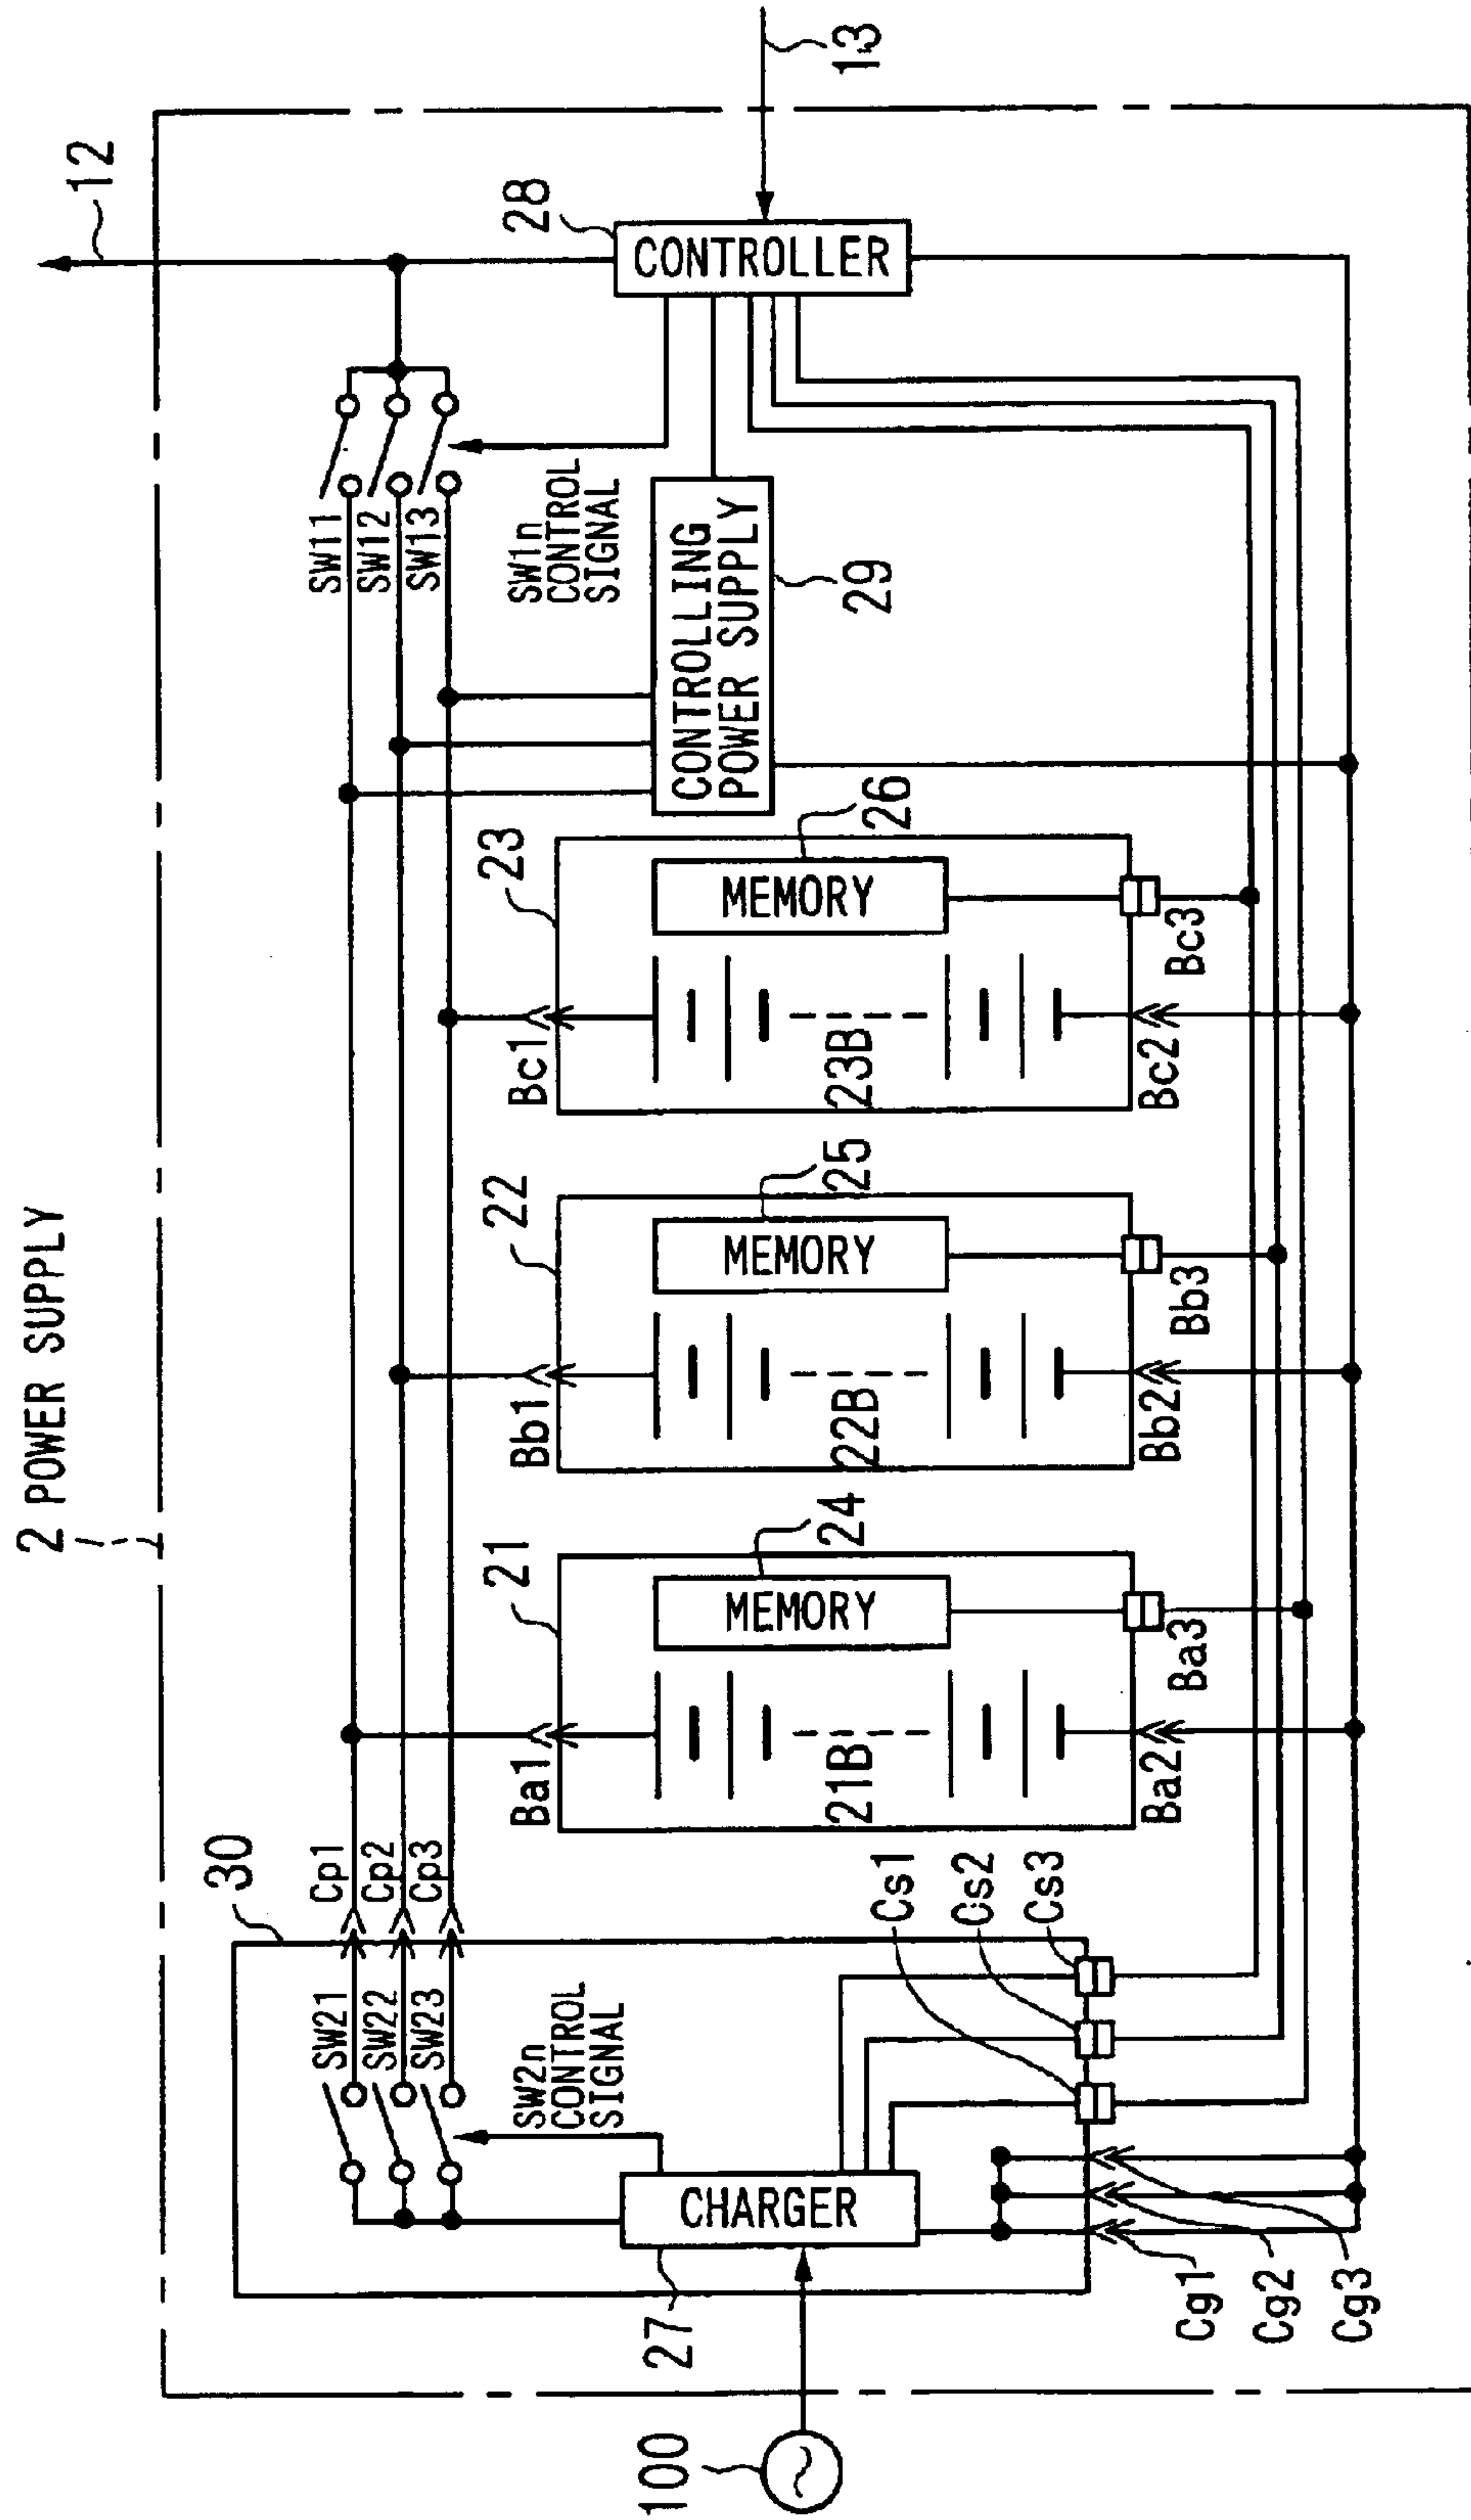 2 POWER SUPPLY
12
13
30
Cp1
Cp2
Cp3
SW21
SW22
SW23
SW2n
CONTROL
SIGNAL
27
CHARGER
100
Cg1
Cg2
Cg3
Cs1
Cs2
Cs3
21
Ba1
24
MEMORY
21B
Ba2
Ba3
22
Bb1
25
MEMORY
22B
Bb2
Bb3
23
Bc1
26
MEMORY
23B
Bc2
Bc3
SW11
SW12
SW13
SW1n
CONTROL
SIGNAL
CONTROLLING
POWER SUPPLY
29
28
CONTROLLER